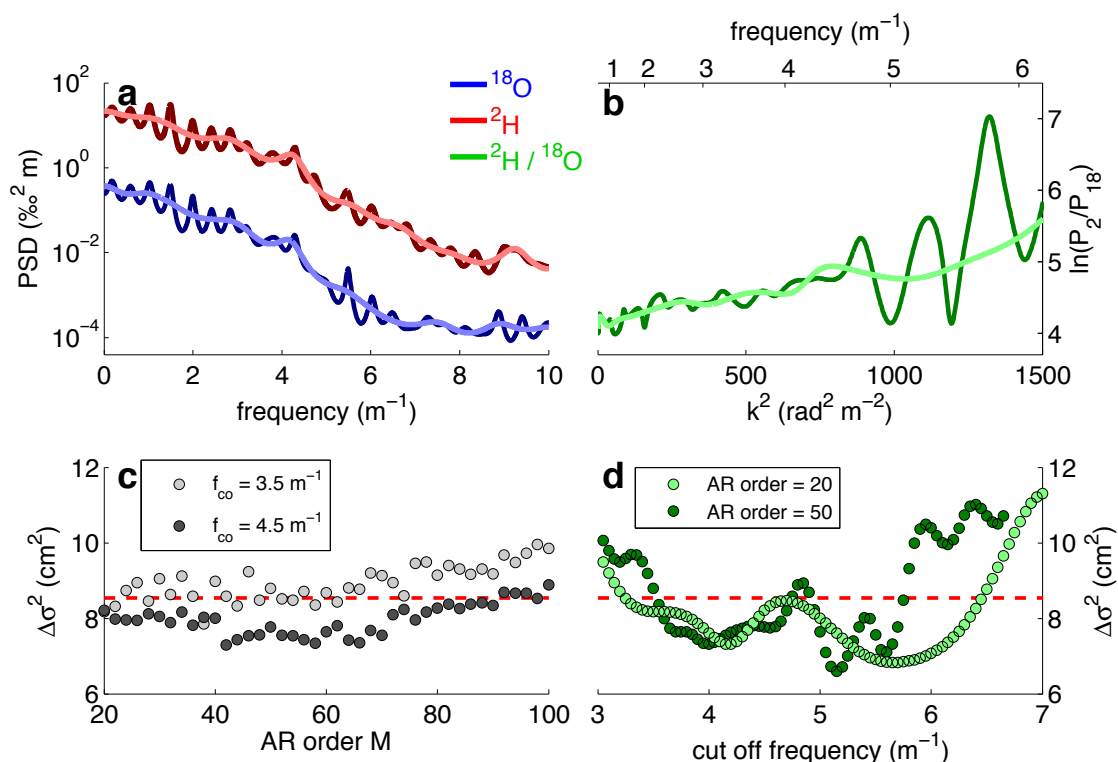 a
¹⁸O
²H
²H / ¹⁸O
10²
10⁰
10⁻²
10⁻⁴
PSD (‰² m)
0 2 4 6 8 10
frequency (m⁻¹)
frequency (m⁻¹)
1 2 3 4 5 6
b
7
6
5
4
ln(P₂/P₁₈)
0 500 1000 1500
k² (rad² m⁻²)
c
f_co = 3.5 m⁻¹
f_co = 4.5 m⁻¹
12
10
8
6
Δσ² (cm²)
20 40 60 80 100
AR order M
d
AR order = 20
AR order = 50
12
10
8
6
Δσ² (cm²)
3 4 5 6 7
cut off frequency (m⁻¹)